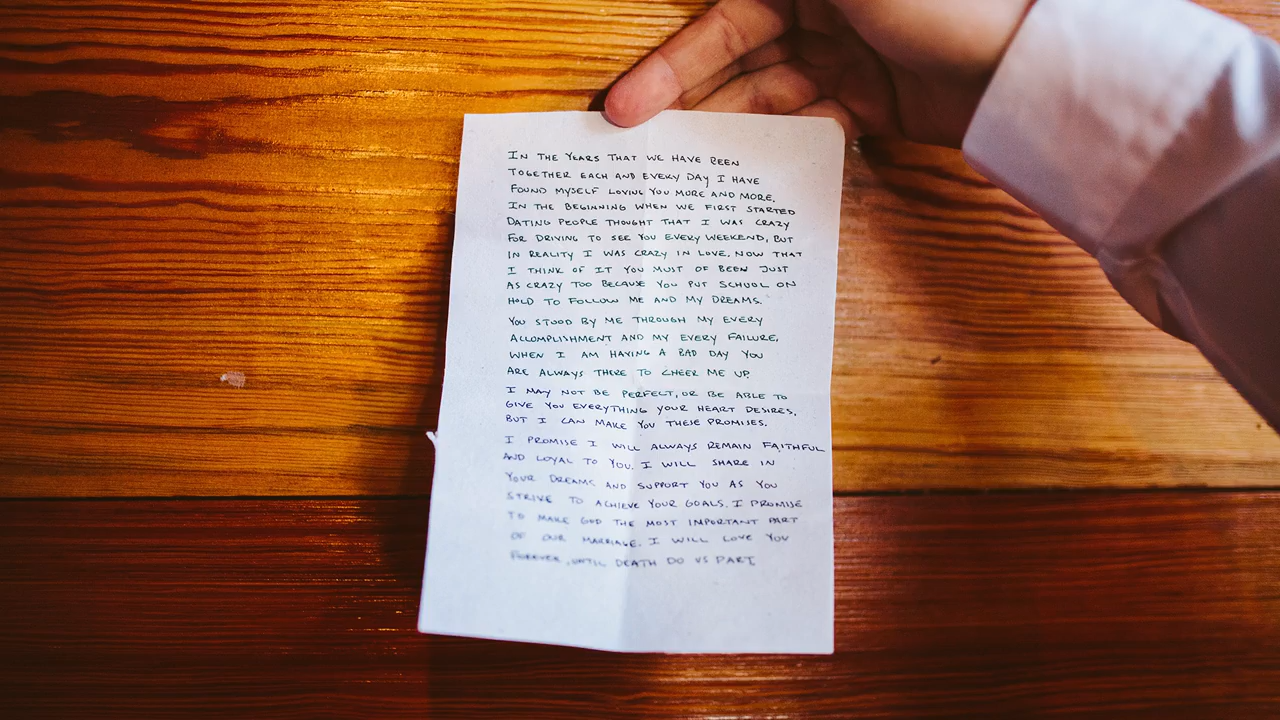 IN THE YEARS THAT WE HAVE BEEN
TOGETHER EACH AND EVERY DAY I HAVE
FOUND MYSELF LOVING YOU MORE AND MORE.
IN THE BEGINNING WHEN WE FIRST STARTED
DATING PEOPLE THOUGHT THAT I WAS CRAZY
FOR DRIVING TO SEE YOU EVERY WEEKEND, BUT
IN REALITY I WAS CRAZY IN LOVE. NOW THAT
I THINK OF IT YOU MUST OF BEEN JUST
AS CRAZY TOO BECAUSE YOU PUT SCHOOL ON
HOLD TO FOLLOW ME AND MY DREAMS.
YOU STOOD BY ME THROUGH MY EVERY
ACCOMPLISHMENT AND MY EVERY FAILURE,
WHEN I AM HAVING A BAD DAY YOU
ARE ALWAYS THERE TO CHEER ME UP.
I MAY NOT BE PERFECT, OR BE ABLE TO
GIVE YOU EVERYTHING YOUR HEART DESIRES,
BUT I CAN MAKE YOU THESE PROMISES.
I PROMISE I WILL ALWAYS REMAIN FAITHFUL
AND LOYAL TO YOU. I WILL SHARE IN
YOUR DREAMS AND SUPPORT YOU AS YOU
STRIVE TO ACHIEVE YOUR GOALS. I PROMISE
TO MAKE GOD THE MOST IMPORTANT PART
OF OUR MARRIAGE. I WILL LOVE YOU
FOREVER, UNTIL DEATH DO US PART.